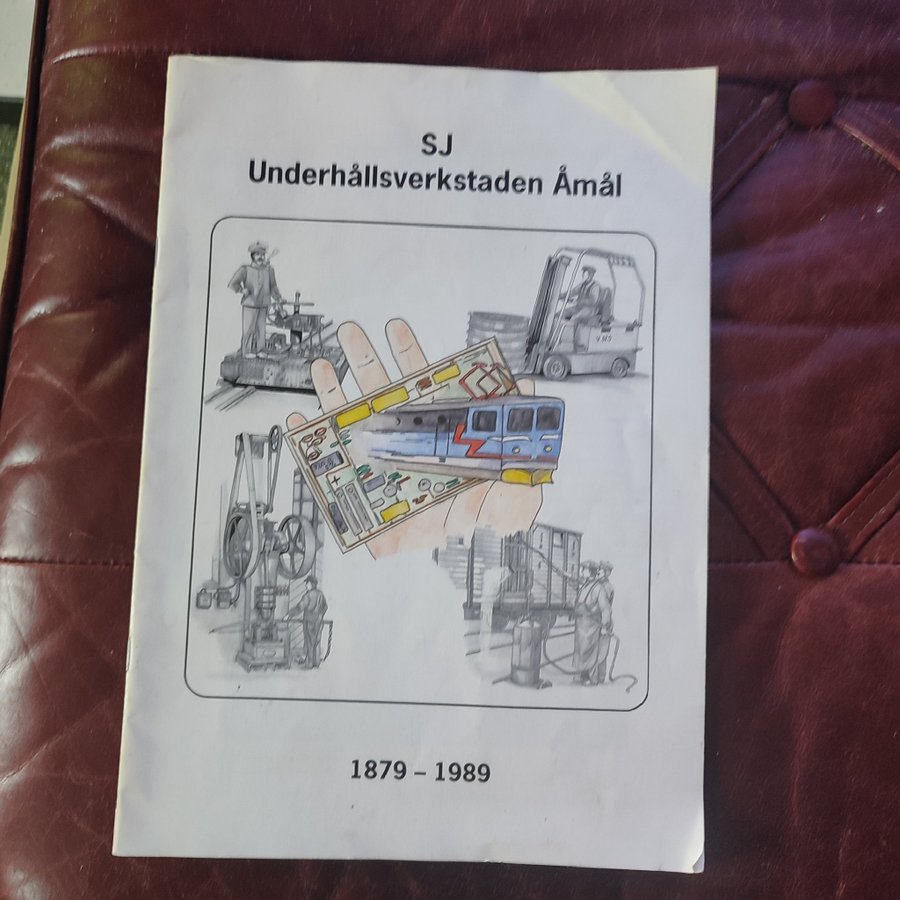 SJ
Underhållsverkstaden Åmål
1879 – 1989